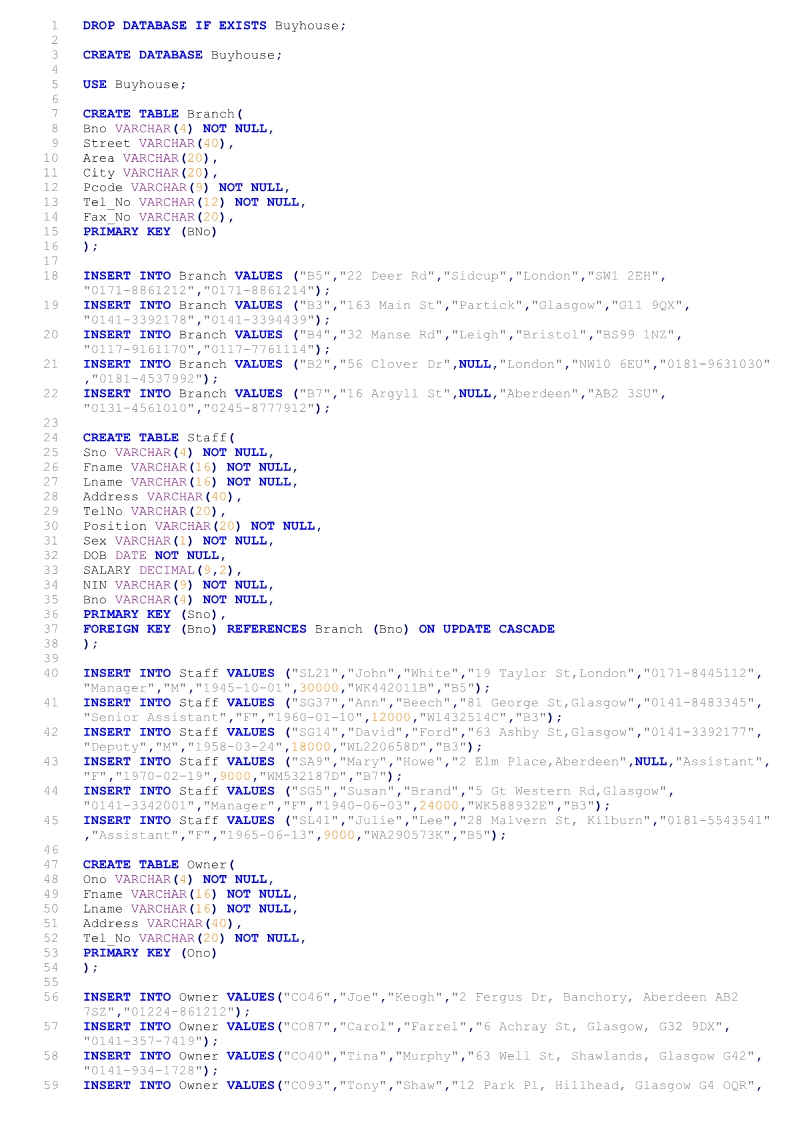 1 DROP DATABASE IF EXISTS Buyhouse;
2
3 CREATE DATABASE Buyhouse;
4
5 USE Buyhouse;
6
7 CREATE TABLE Branch(
8 Bno VARCHAR(4) NOT NULL,
9 Street VARCHAR(40),
10 Area VARCHAR(20),
11 City VARCHAR(20),
12 Pcode VARCHAR(9) NOT NULL,
13 Tel_No VARCHAR(12) NOT NULL,
14 Fax_No VARCHAR(20),
15 PRIMARY KEY (BNo)
16 );
17
18 INSERT INTO Branch VALUES ("B5","22 Deer Rd","Sidcup","London","SW1 2EH",
"0171-8861212","0171-8861214");
19 INSERT INTO Branch VALUES ("B3","163 Main St","Partick","Glasgow","G11 9QX",
"0141-3392178","0141-3394439");
20 INSERT INTO Branch VALUES ("B4","32 Manse Rd","Leigh","Bristol","BS99 1NZ",
"0117-9161170","0117-7761114");
21 INSERT INTO Branch VALUES ("B2","56 Clover Dr",NULL,"London","NW10 6EU","0181-9631030"
,"0181-4537992");
22 INSERT INTO Branch VALUES ("B7","16 Argyll St",NULL,"Aberdeen","AB2 3SU",
"0131-4561010","0245-8777912");
23
24 CREATE TABLE Staff(
25 Sno VARCHAR(4) NOT NULL,
26 Fname VARCHAR(16) NOT NULL,
27 Lname VARCHAR(16) NOT NULL,
28 Address VARCHAR(40),
29 TelNo VARCHAR(20),
30 Position VARCHAR(20) NOT NULL,
31 Sex VARCHAR(1) NOT NULL,
32 DOB DATE NOT NULL,
33 SALARY DECIMAL(9,2),
34 NIN VARCHAR(9) NOT NULL,
35 Bno VARCHAR(4) NOT NULL,
36 PRIMARY KEY (Sno),
37 FOREIGN KEY (Bno) REFERENCES Branch (Bno) ON UPDATE CASCADE
38 );
39
40 INSERT INTO Staff VALUES ("SL21","John","White","19 Taylor St,London","0171-8445112",
"Manager","M","1945-10-01",30000,"WK442011B","B5");
41 INSERT INTO Staff VALUES ("SG37","Ann","Beech","81 George St,Glasgow","0141-8483345",
"Senior Assistant","F","1960-01-10",12000,"W1432514C","B3");
42 INSERT INTO Staff VALUES ("SG14","David","Ford","63 Ashby St,Glasgow","0141-3392177",
"Deputy","M","1958-03-24",18000,"WL220658D","B3");
43 INSERT INTO Staff VALUES ("SA9","Mary","Howe","2 Elm Place,Aberdeen",NULL,"Assistant",
"F","1970-02-19",9000,"WM532187D","B7");
44 INSERT INTO Staff VALUES ("SG5","Susan","Brand","5 Gt Western Rd,Glasgow",
"0141-3342001","Manager","F","1940-06-03",24000,"WK588932E","B3");
45 INSERT INTO Staff VALUES ("SL41","Julie","Lee","28 Malvern St, Kilburn","0181-5543541"
,"Assistant","F","1965-06-13",9000,"WA290573K","B5");
46
47 CREATE TABLE Owner(
48 Ono VARCHAR(4) NOT NULL,
49 Fname VARCHAR(16) NOT NULL,
50 Lname VARCHAR(16) NOT NULL,
51 Address VARCHAR(40),
52 Tel_No VARCHAR(20) NOT NULL,
53 PRIMARY KEY (Ono)
54 );
55
56 INSERT INTO Owner VALUES("CO46","Joe","Keogh","2 Fergus Dr, Banchory, Aberdeen AB2
7SZ","01224-861212");
57 INSERT INTO Owner VALUES("CO87","Carol","Farrel","6 Achray St, Glasgow, G32 9DX",
"0141-357-7419");
58 INSERT INTO Owner VALUES("CO40","Tina","Murphy","63 Well St, Shawlands, Glasgow G42",
"0141-934-1728");
59 INSERT INTO Owner VALUES("CO93","Tony","Shaw","12 Park Pl, Hillhead, Glasgow G4 OQR",